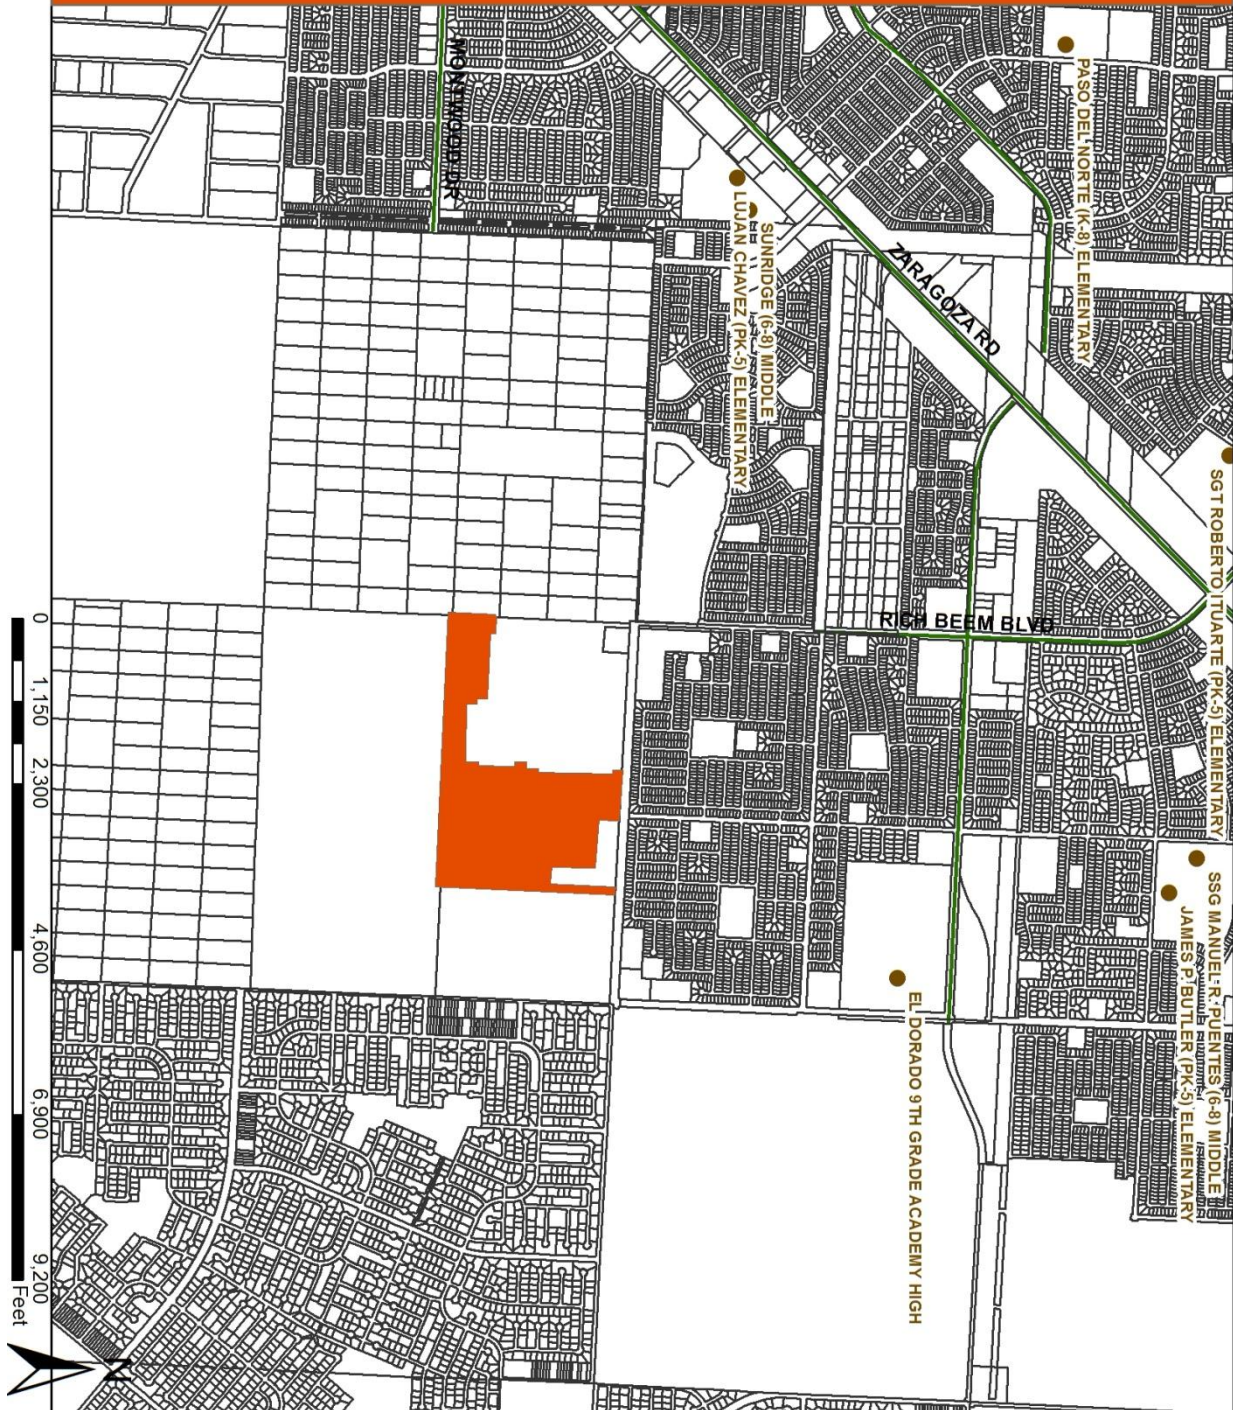 PASO DEL NORTE (K-8) ELEMENTARY
SGT ROBERTO ITUARTE (PK-5) ELEMENTARY
SSG MANUEL R. PUENTES (6-8) MIDDLE
JAMES P. BUTLER (PK-5) ELEMENTARY
ZARAGOZA RD
RICH BEEM BLVD
EL DORADO 9TH GRADE ACADEMY HIGH
SUNRIDGE (6-8) MIDDLE
LUJAN CHAVEZ (PK-5) ELEMENTARY
MONTWOOD DR
0 1,150 2,300 4,600 6,900 9,200
Feet
N